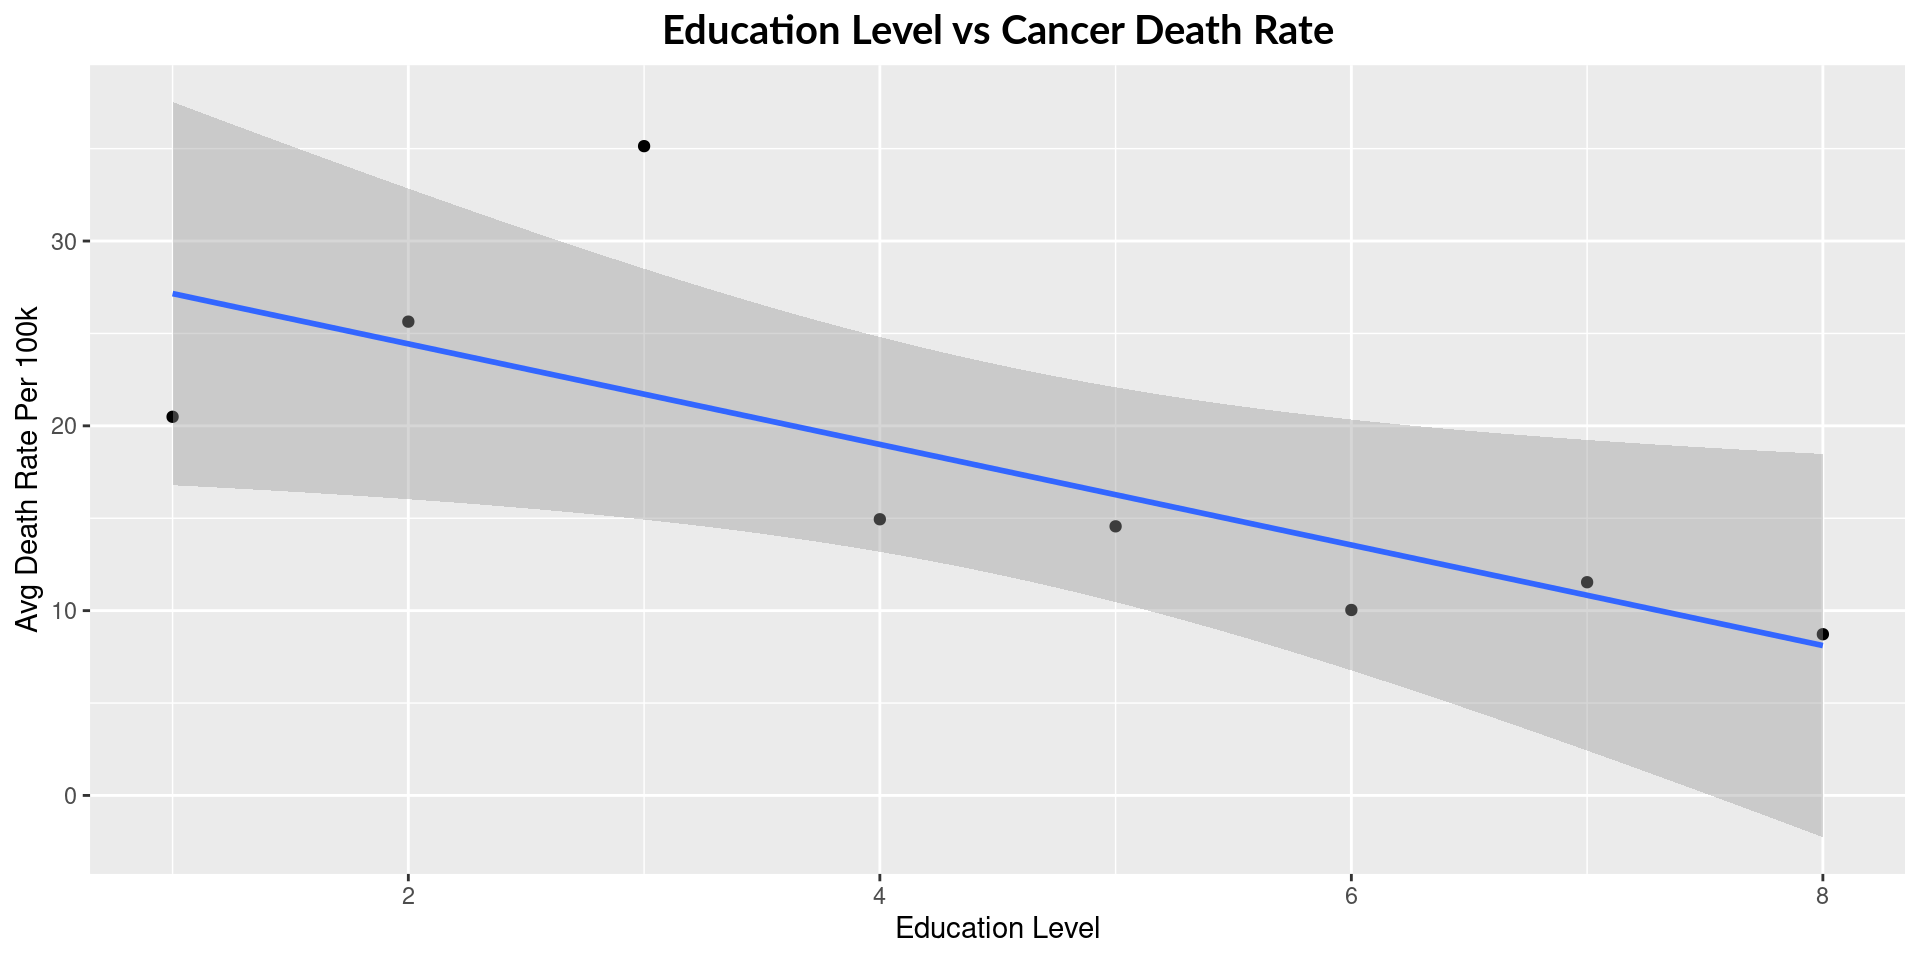 Education Level vs Cancer Death Rate
Avg Death Rate Per 100k
30
20
10
0
2 4 6 8
Education Level